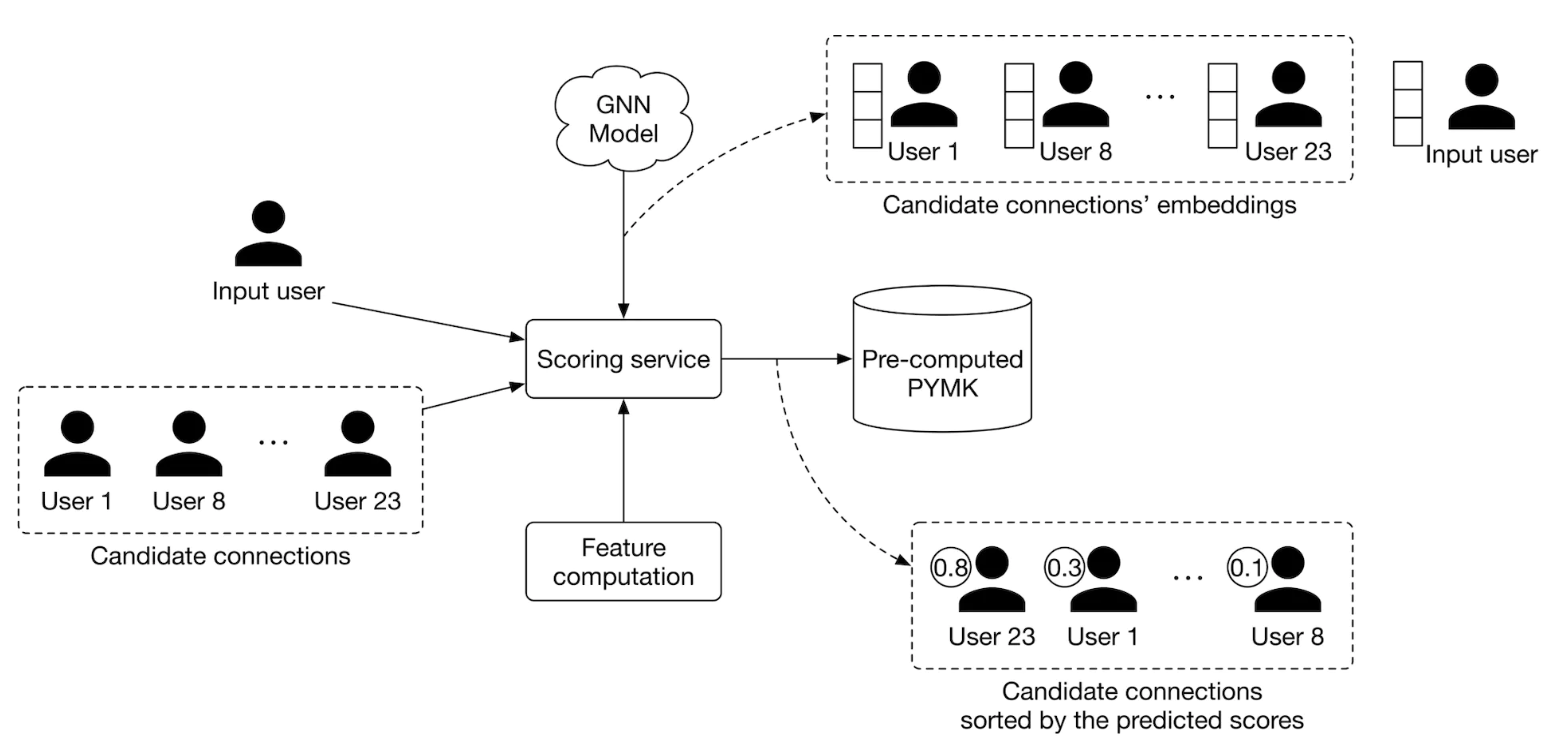 GNN
Model
User 1
User 8
...
User 23
Input user
Candidate connections’ embeddings
Input user
Scoring service
Pre-computed
PYMK
User 1
User 8
...
User 23
Candidate connections
Feature
computation
0.8
0.3
...
0.1
User 23
User 1
User 8
Candidate connections
sorted by the predicted scores